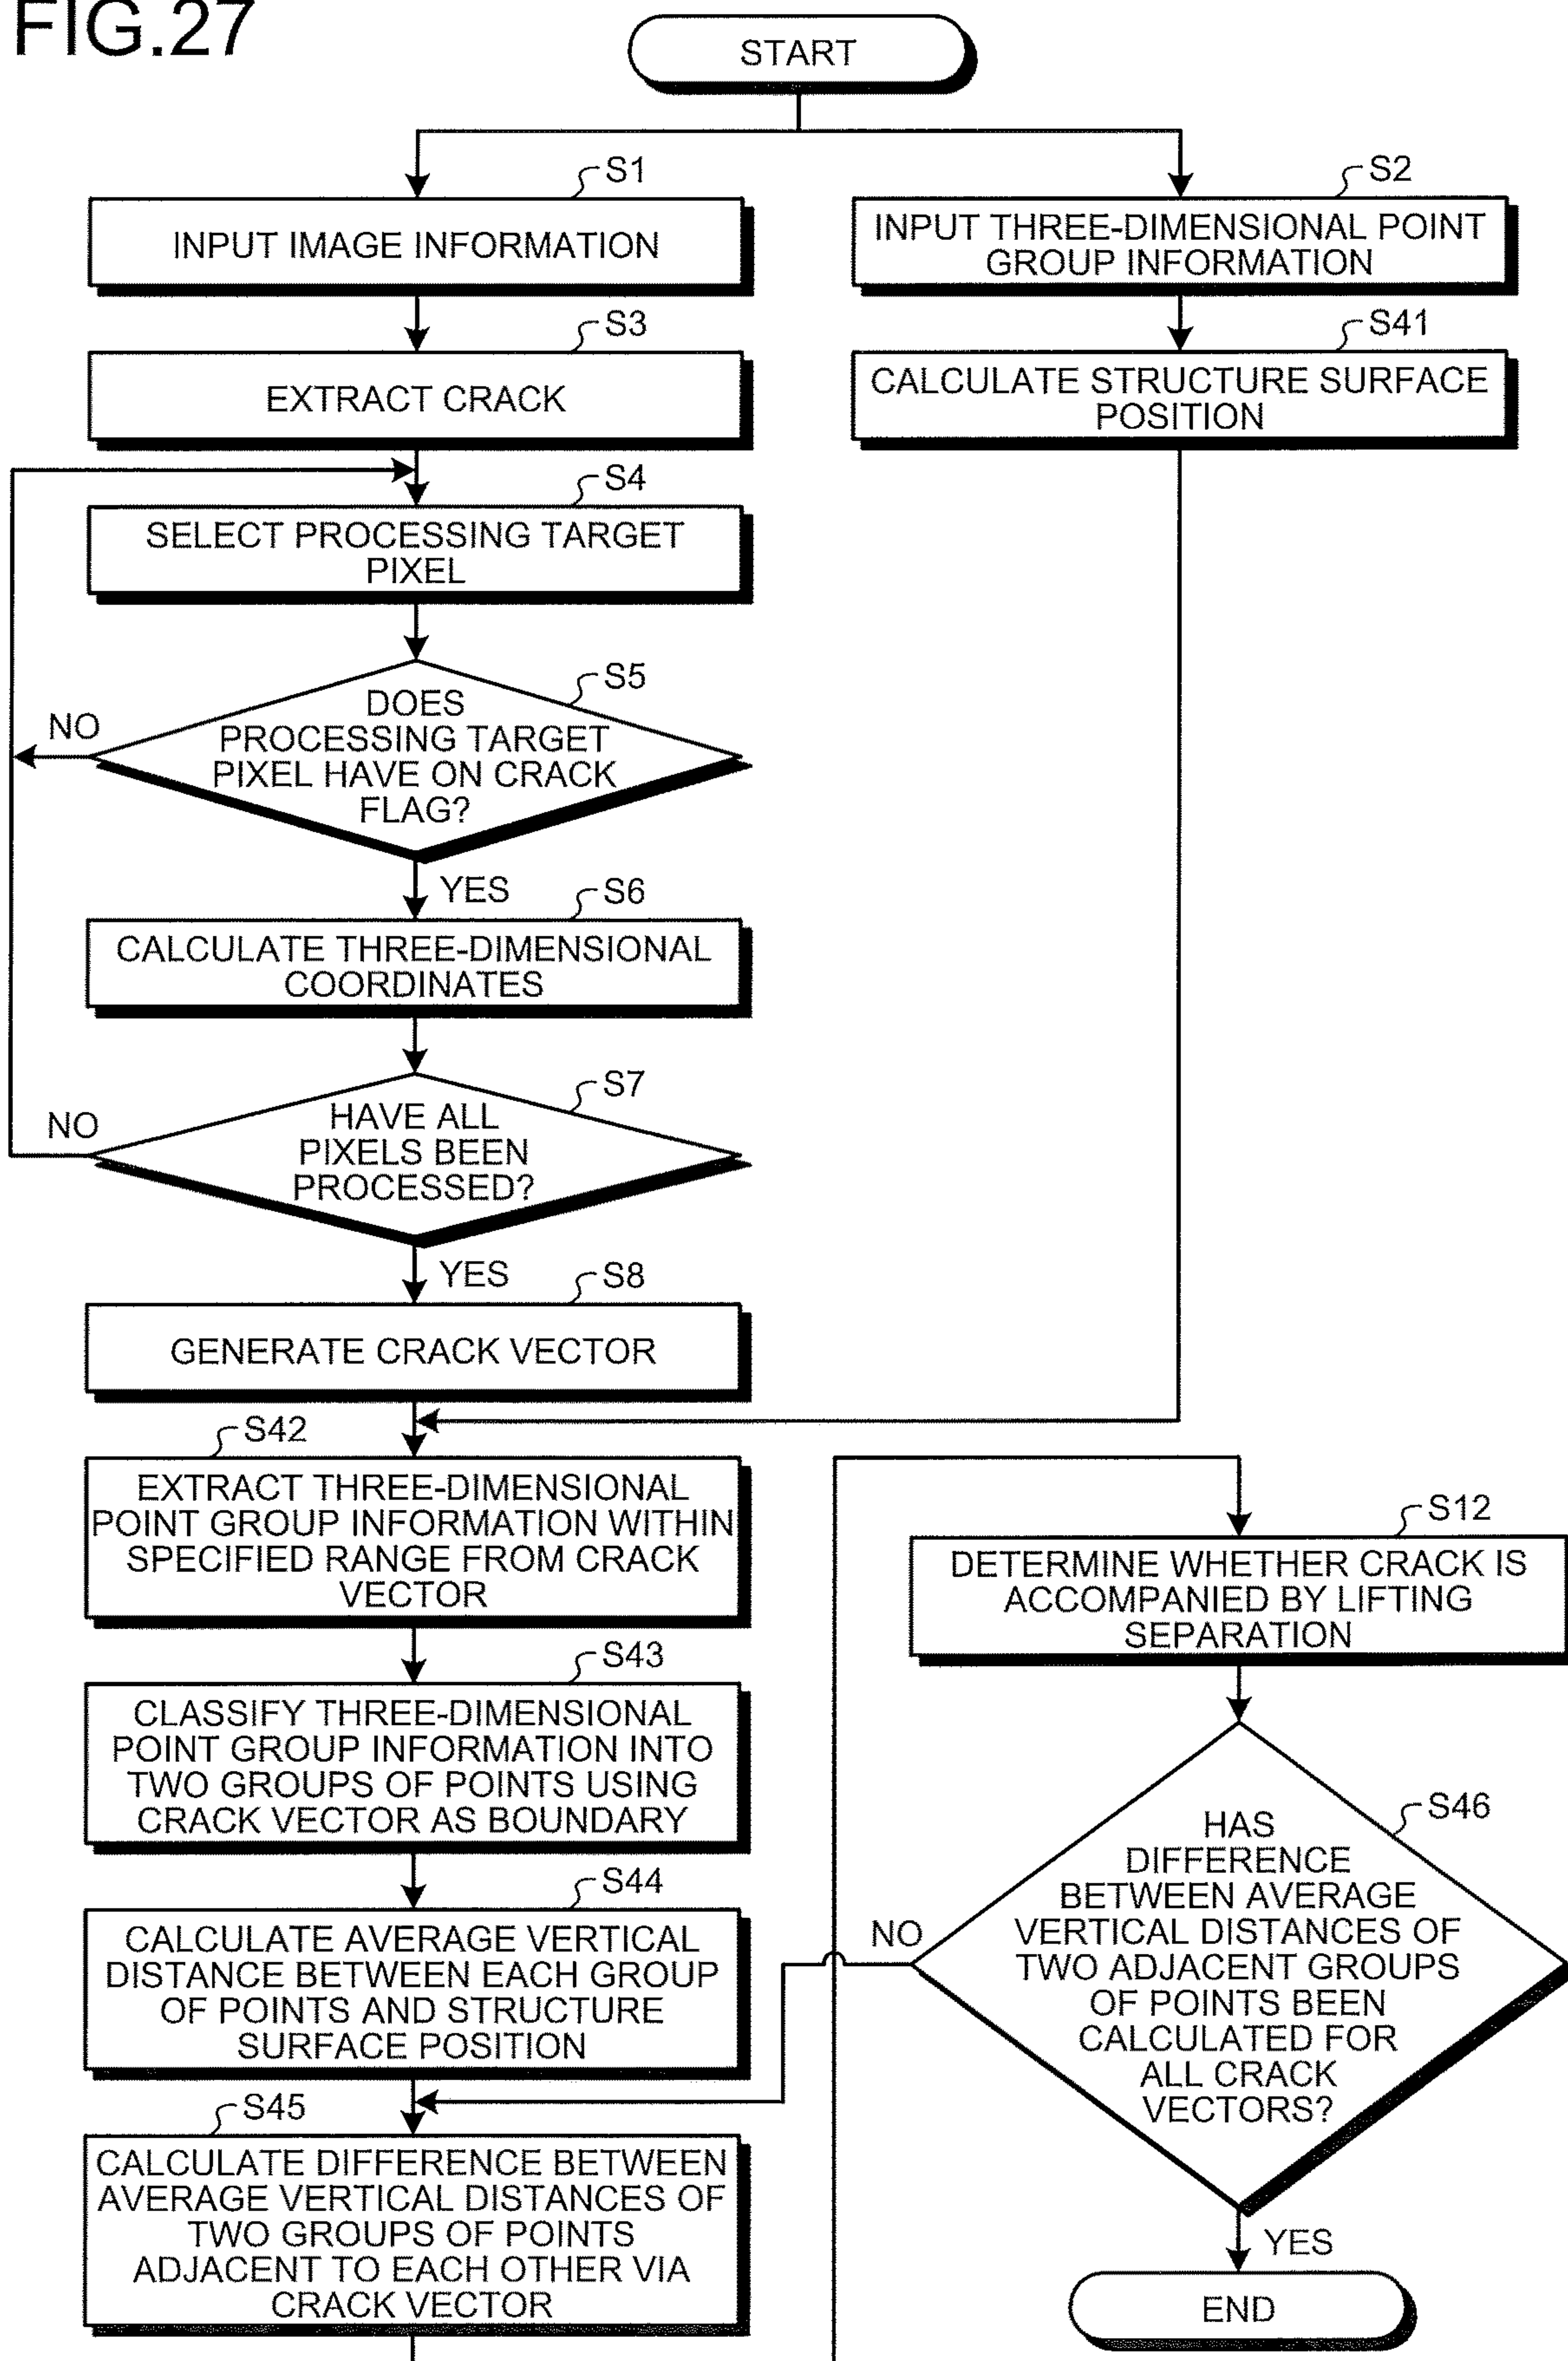 FIG.27
START
S1
INPUT IMAGE INFORMATION
S2
INPUT THREE-DIMENSIONAL POINT
GROUP INFORMATION
S3
EXTRACT CRACK
S41
CALCULATE STRUCTURE SURFACE
POSITION
S4
SELECT PROCESSING TARGET
PIXEL
S5
DOES
PROCESSING TARGET
PIXEL HAVE ON CRACK
FLAG?
NO
YES
S6
CALCULATE THREE-DIMENSIONAL
COORDINATES
S7
HAVE ALL
PIXELS BEEN
PROCESSED?
NO
YES
S8
GENERATE CRACK VECTOR
S42
EXTRACT THREE-DIMENSIONAL
POINT GROUP INFORMATION WITHIN
SPECIFIED RANGE FROM CRACK
VECTOR
S43
CLASSIFY THREE-DIMENSIONAL
POINT GROUP INFORMATION INTO
TWO GROUPS OF POINTS USING
CRACK VECTOR AS BOUNDARY
S44
CALCULATE AVERAGE VERTICAL
DISTANCE BETWEEN EACH GROUP
OF POINTS AND STRUCTURE
SURFACE POSITION
S45
CALCULATE DIFFERENCE BETWEEN
AVERAGE VERTICAL DISTANCES OF
TWO GROUPS OF POINTS
ADJACENT TO EACH OTHER VIA
CRACK VECTOR
S12
DETERMINE WHETHER CRACK IS
ACCOMPANIED BY LIFTING
SEPARATION
S46
HAS
DIFFERENCE
BETWEEN AVERAGE
VERTICAL DISTANCES OF
TWO ADJACENT GROUPS
OF POINTS BEEN
CALCULATED FOR
ALL CRACK
VECTORS?
NO
YES
END